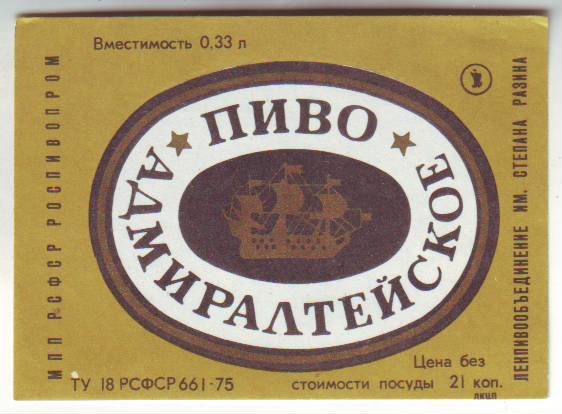 Вместимость 0,33 л
МПП РСФСР РОСПИВОПРОМ
ПИВО
АДМИРАЛТЕЙСКОЕ
ЛЕНПИВООБЪЕДИНЕНИЕ ИМ. СТЕПАНА РАЗИНА
ТУ 18 РСФСР 661-75
Цена без
стоимости посуды 21 коп.